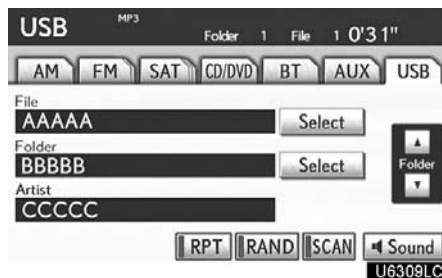 USB MP3 Folder 1 File 1 0'31"
AM FM SAT CD/DVD BT AUX USB
File
AAAAA Select
Folder
BBBBB Select Folder
Artist
CCCCC
RPT RAND SCAN Sound
U6309LC